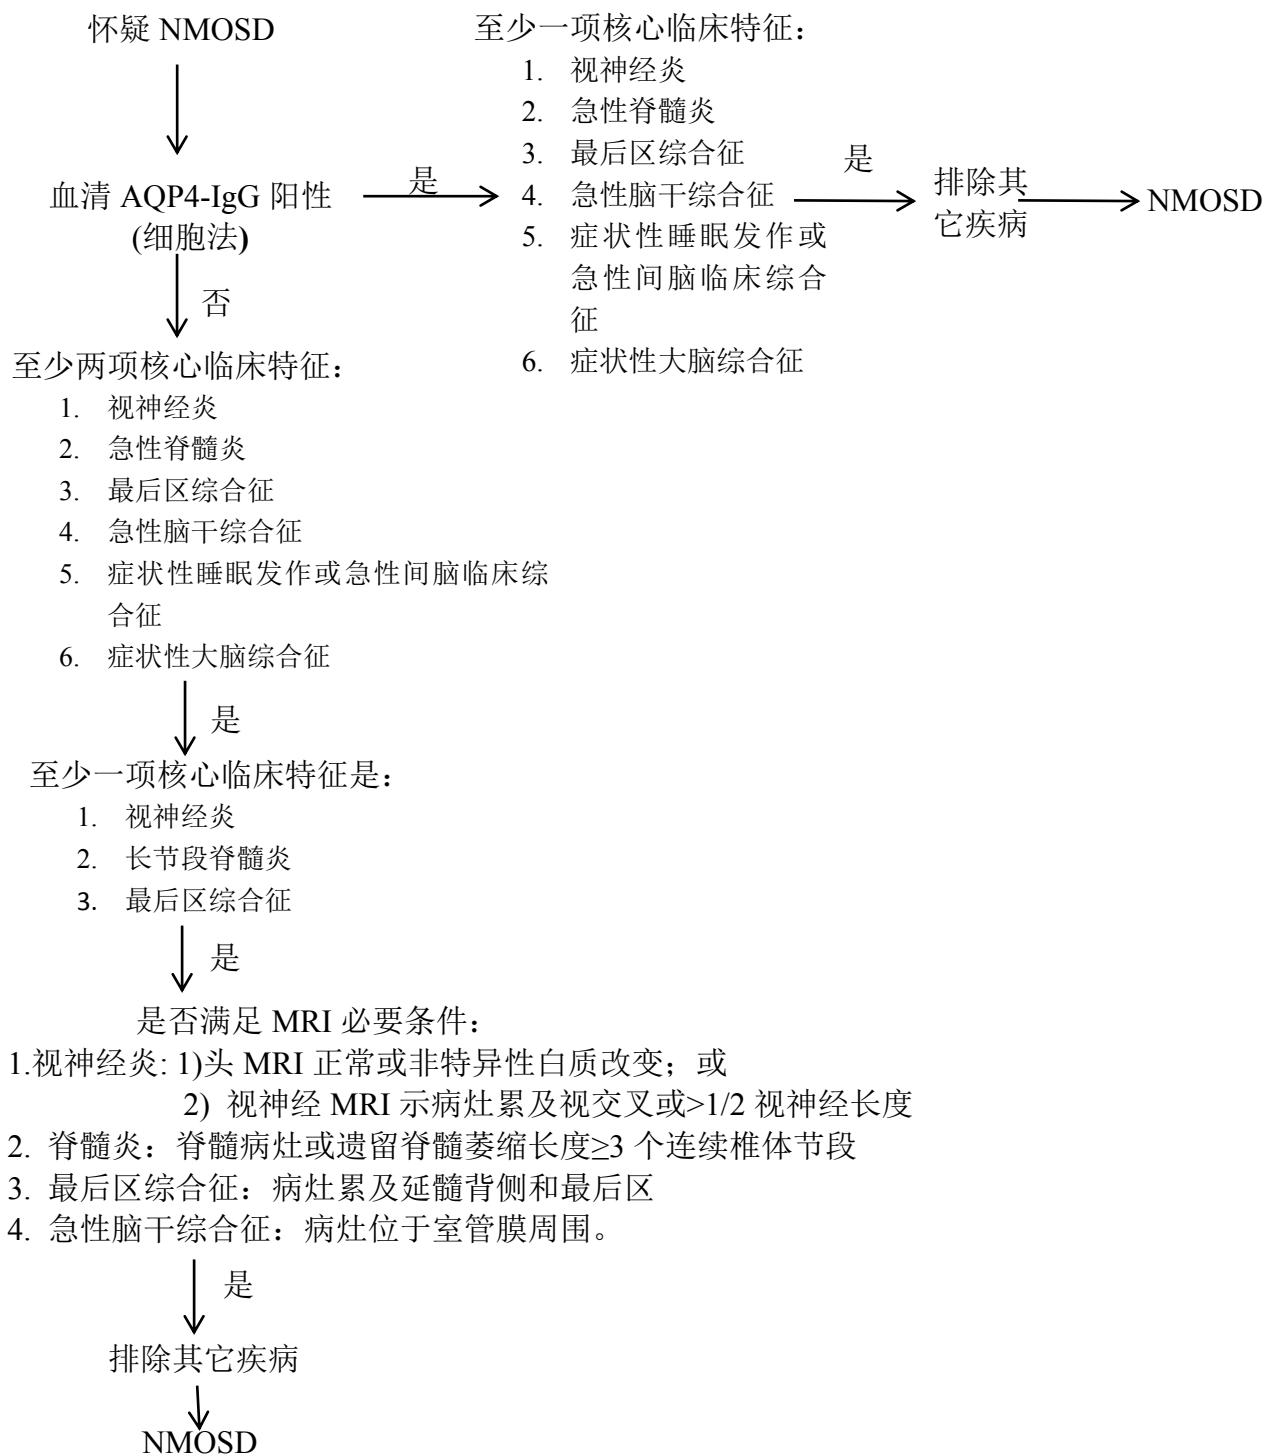 怀疑 NMOSD
至少一项核心临床特征：
1. 视神经炎
2. 急性脊髓炎
3. 最后区综合征
4. 急性脑干综合征
5. 症状性睡眠发作或
急性间脑临床综合
征
6. 症状性大脑综合征
血清 AQP4-IgG 阳性
(细胞法)
是
是
排除其
它疾病
NMOSD
否
至少两项核心临床特征：
1. 视神经炎
2. 急性脊髓炎
3. 最后区综合征
4. 急性脑干综合征
5. 症状性睡眠发作或急性间脑临床综
合征
6. 症状性大脑综合征
是
至少一项核心临床特征是：
1. 视神经炎
2. 长节段脊髓炎
3. 最后区综合征
是
是否满足 MRI 必要条件：
1.视神经炎: 1)头 MRI 正常或非特异性白质改变；或
2) 视神经 MRI 示病灶累及视交叉或>1/2 视神经长度
2. 脊髓炎：脊髓病灶或遗留脊髓萎缩长度≥3 个连续椎体节段
3. 最后区综合征：病灶累及延髓背侧和最后区
4. 急性脑干综合征：病灶位于室管膜周围。
是
排除其它疾病
NMOSD